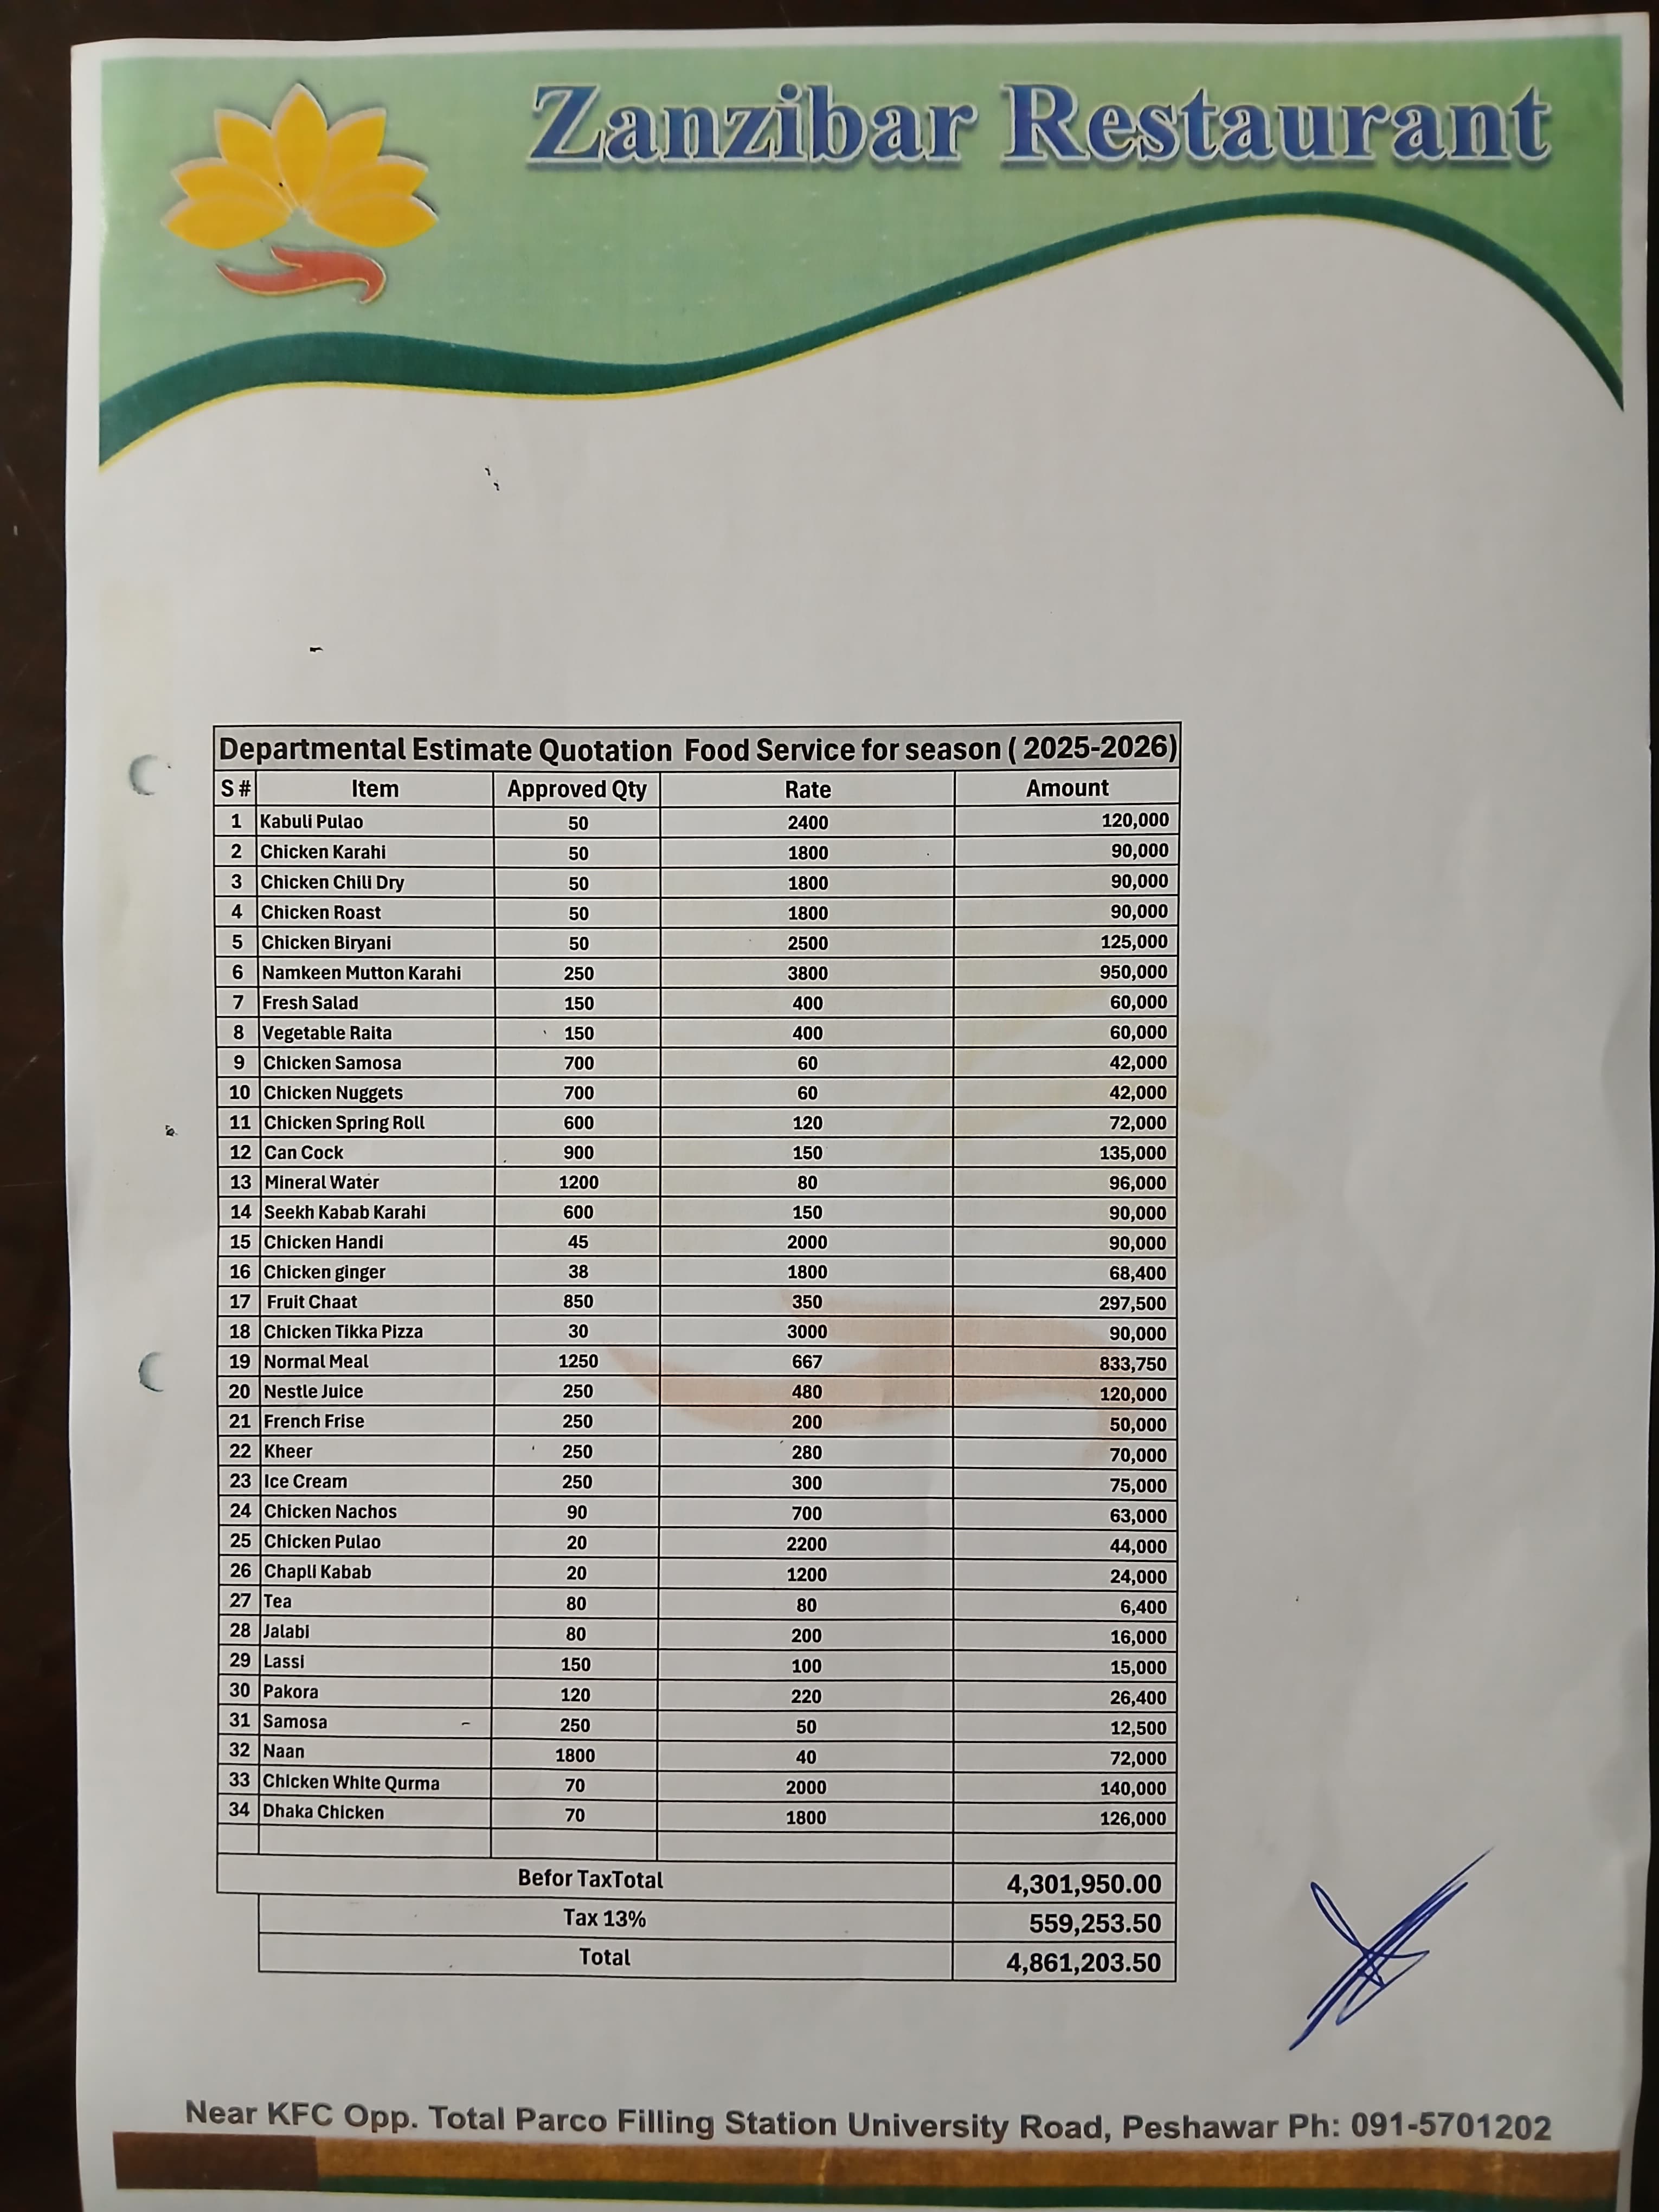 Zanzibar Restaurant
Departmental Estimate Quotation Food Service for season ( 2025-2026)
S # Item Approved Qty Rate Amount
1 Kabuli Pulao 50 2400 120,000
2 Chicken Karahi 50 1800 90,000
3 Chicken Chili Dry 50 1800 90,000
4 Chicken Roast 50 1800 90,000
5 Chicken Biryani 50 2500 125,000
6 Namkeen Mutton Karahi 250 3800 950,000
7 Fresh Salad 150 400 60,000
8 Vegetable Raita 150 400 60,000
9 Chicken Samosa 700 60 42,000
10 Chicken Nuggets 700 60 42,000
11 Chicken Spring Roll 600 120 72,000
12 Can Cock 900 150 135,000
13 Mineral Water 1200 80 96,000
14 Seekh Kabab Karahi 600 150 90,000
15 Chicken Handi 45 2000 90,000
16 Chicken ginger 38 1800 68,400
17 Fruit Chaat 850 350 297,500
18 Chicken Tikka Pizza 30 3000 90,000
19 Normal Meal 1250 667 833,750
20 Nestle Juice 250 480 120,000
21 French Frise 250 200 50,000
22 Kheer 250 280 70,000
23 Ice Cream 250 300 75,000
24 Chicken Nachos 90 700 63,000
25 Chicken Pulao 20 2200 44,000
26 Chapli Kabab 20 1200 24,000
27 Tea 80 80 6,400
28 Jalabi 80 200 16,000
29 Lassi 150 100 15,000
30 Pakora 120 220 26,400
31 Samosa 250 50 12,500
32 Naan 1800 40 72,000
33 Chicken White Qurma 70 2000 140,000
34 Dhaka Chicken 70 1800 126,000
Befor TaxTotal 4,301,950.00
Tax 13% 559,253.50
Total 4,861,203.50
Near KFC Opp. Total Parco Filling Station University Road, Peshawar Ph: 091-5701202